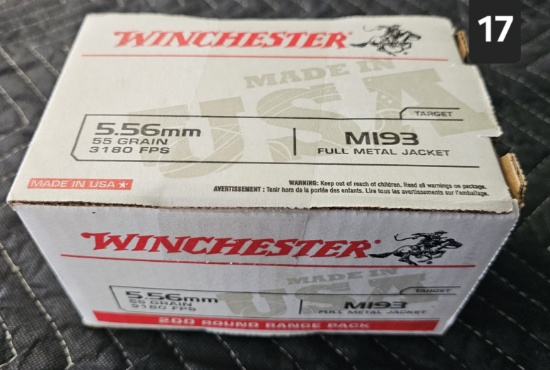 17
WINCHESTER
MADE IN
USA
TARGET
5.56mm
55 GRAIN
3180 FPS
M193
FULL METAL JACKET
MADE IN USA
WARNING: Keep out of reach of children. Read all warnings on package.
AVERTISSEMENT : Tenir hors de la portée des enfants. Lire tous les avertissements sur l'emballage.
WINCHESTER
MADE IN
USA
TARGET
5.56mm
55 GRAIN
3180 FPS
M193
FULL METAL JACKET
200 ROUND RANGE PACK